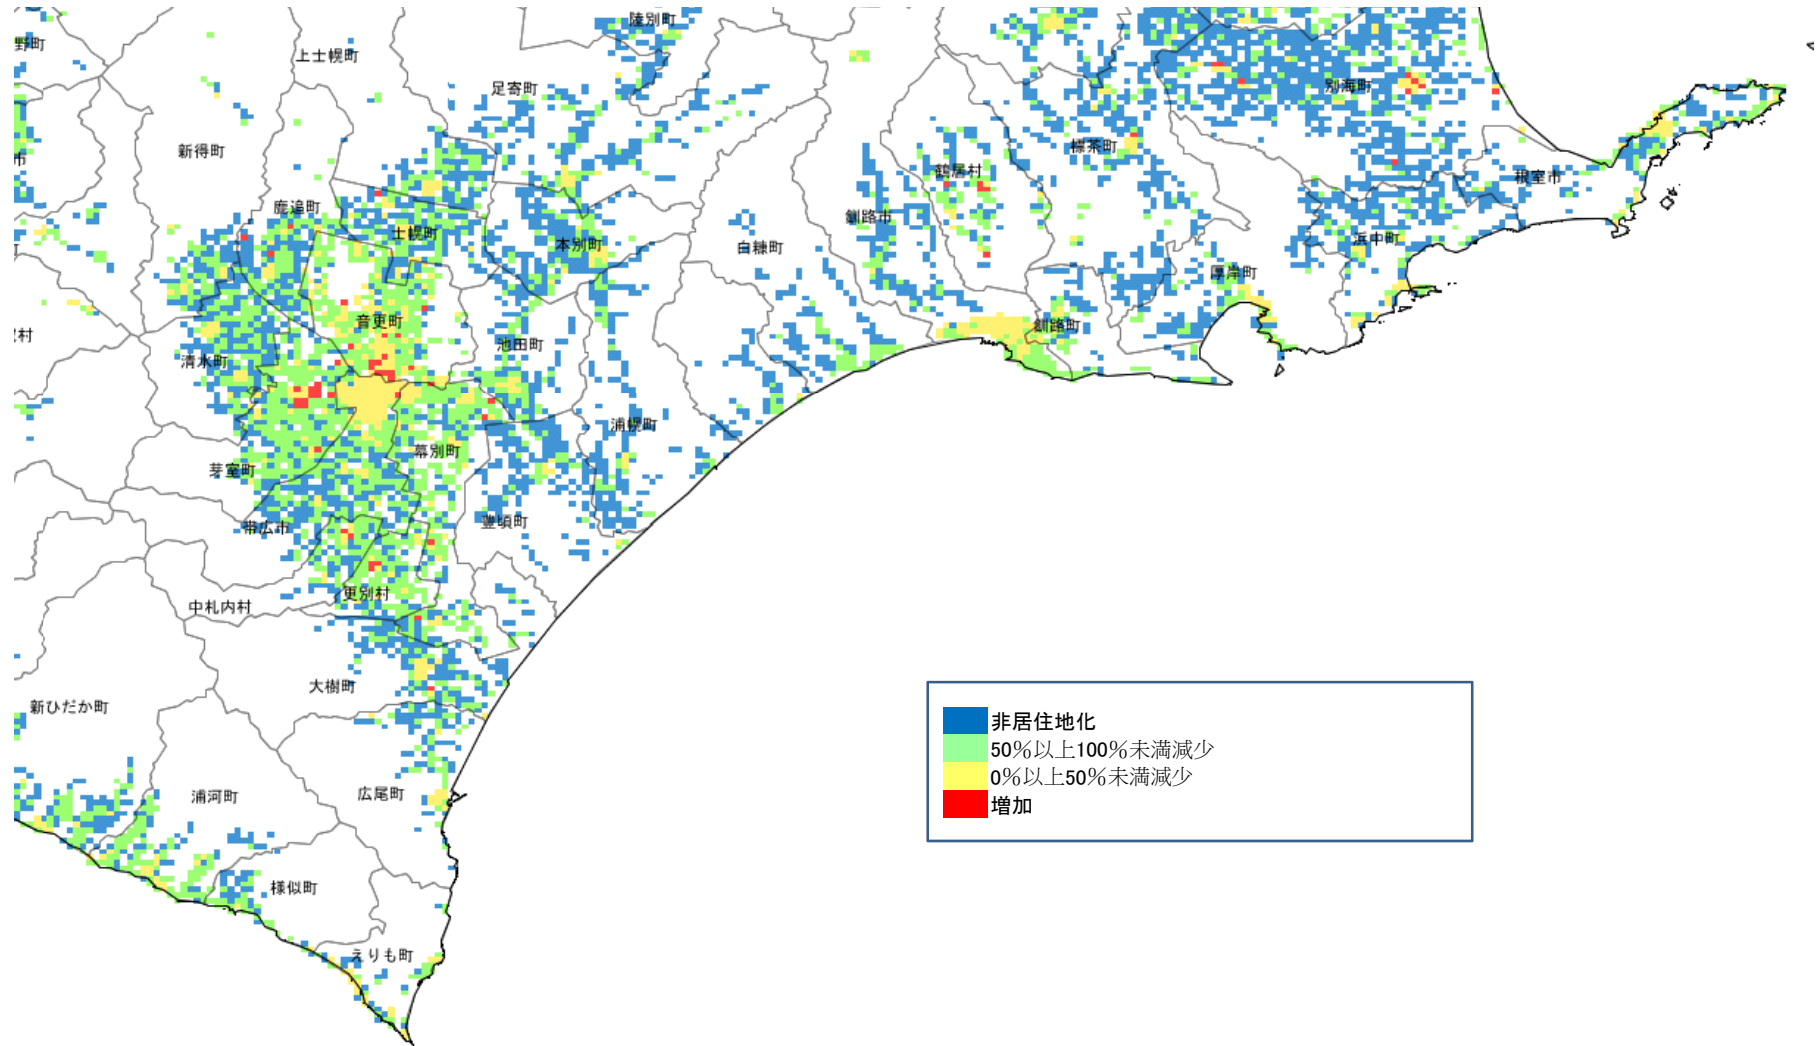 陸別町
野町
上士幌町
足寄町
別海町
標茶町
新得町
市
鶴居村
根室市
鹿追町
釧路市
士幌町
本別町
白糠町
浜中町
厚岸町
音更町
釧路町
村
池田町
清水町
浦幌町
幕別町
芽室町
豊頃町
帯広市
更別村
中札内村
大樹町
新ひだか町
非居住地化
50%以上100%未満減少
0%以上50%未満減少
増加
浦河町
広尾町
様似町
えりも町